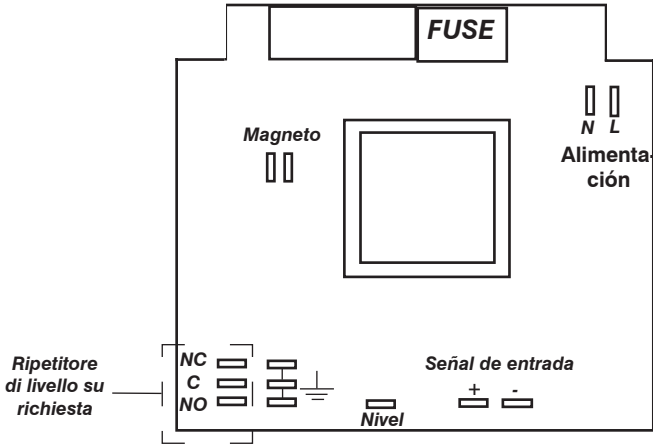 FUSE
N L
Alimenta-
ción
Magneto
NC
C
NO
Ripetitore
di livello su
richiesta
Señal de entrada
+ -
Nivel